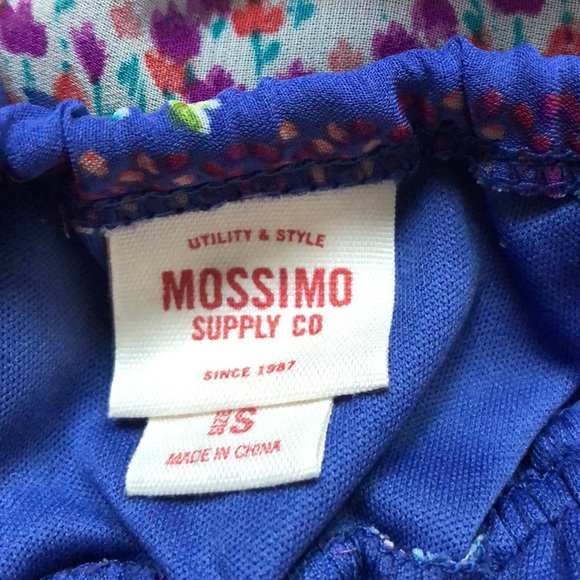 UTILITY & STYLE
MOSSIMO
SUPPLY CO
SINCE 1987
S
MADE IN CHINA